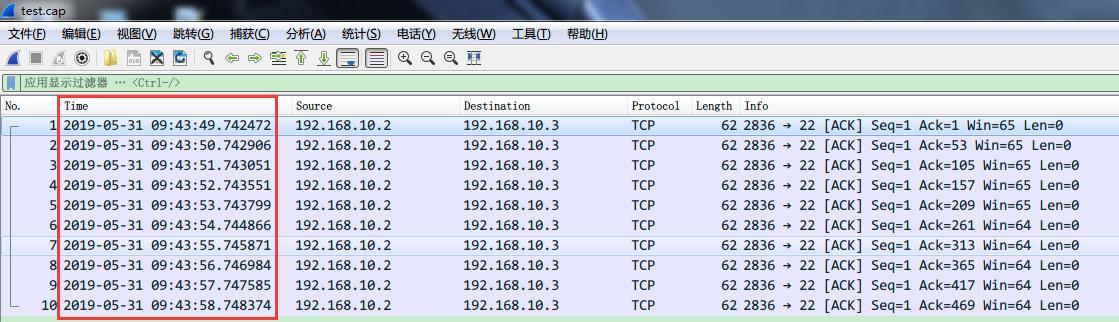 test.cap
文件(F) 编辑(E) 视图(V) 跳转(G) 捕获(C) 分析(A) 统计(S) 电话(Y) 无线(W) 工具(T) 帮助(H)
应用显示过滤器 … <Ctrl-/>
No. Time Source Destination Protocol Length Info
1 2019-05-31 09:43:49.742472 192.168.10.2 192.168.10.3 TCP 62 2836 → 22 [ACK] Seq=1 Ack=1 Win=65 Len=0
2 2019-05-31 09:43:50.742906 192.168.10.2 192.168.10.3 TCP 62 2836 → 22 [ACK] Seq=1 Ack=53 Win=65 Len=0
3 2019-05-31 09:43:51.743051 192.168.10.2 192.168.10.3 TCP 62 2836 → 22 [ACK] Seq=1 Ack=105 Win=65 Len=0
4 2019-05-31 09:43:52.743551 192.168.10.2 192.168.10.3 TCP 62 2836 → 22 [ACK] Seq=1 Ack=157 Win=65 Len=0
5 2019-05-31 09:43:53.743799 192.168.10.2 192.168.10.3 TCP 62 2836 → 22 [ACK] Seq=1 Ack=209 Win=65 Len=0
6 2019-05-31 09:43:54.744866 192.168.10.2 192.168.10.3 TCP 62 2836 → 22 [ACK] Seq=1 Ack=261 Win=64 Len=0
7 2019-05-31 09:43:55.745871 192.168.10.2 192.168.10.3 TCP 62 2836 → 22 [ACK] Seq=1 Ack=313 Win=64 Len=0
8 2019-05-31 09:43:56.746984 192.168.10.2 192.168.10.3 TCP 62 2836 → 22 [ACK] Seq=1 Ack=365 Win=64 Len=0
9 2019-05-31 09:43:57.747585 192.168.10.2 192.168.10.3 TCP 62 2836 → 22 [ACK] Seq=1 Ack=417 Win=64 Len=0
10 2019-05-31 09:43:58.748374 192.168.10.2 192.168.10.3 TCP 62 2836 → 22 [ACK] Seq=1 Ack=469 Win=64 Len=0